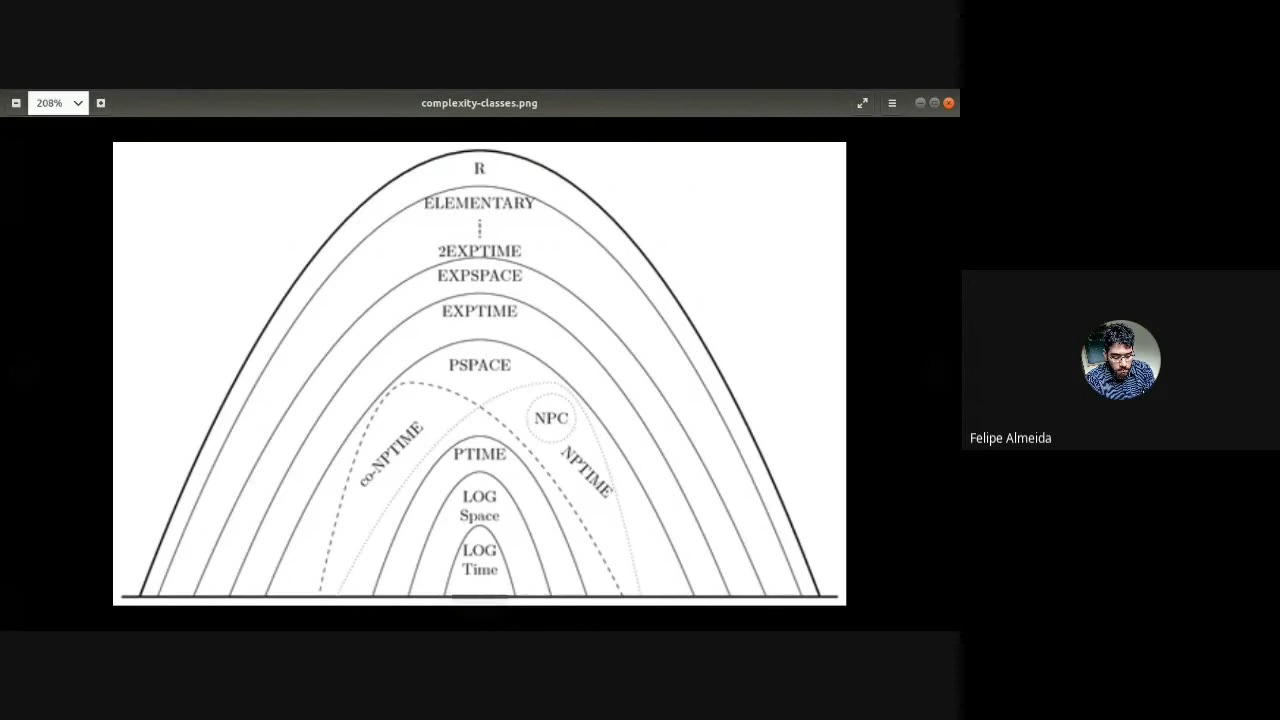 208%
complexity-classes.png
R
ELEMENTARY
2EXPTIME
EXPSPACE
EXPTIME
PSPACE
co-NPTIME
NPC
NPTIME
PTIME
LOG
Space
LOG
Time
Felipe Almeida